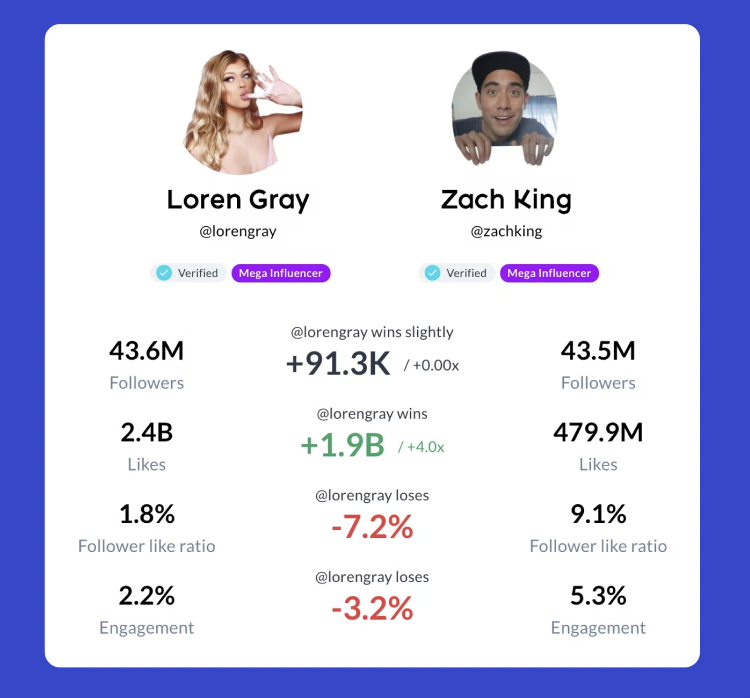 Loren Gray
Zach King
@lorengray
@zachking
Verified Mega Influencer
Verified Mega Influencer
@lorengray wins slightly
43.6M
+91.3K / +0.00x
43.5M
Followers
Followers
@lorengray wins
2.4B
+1.9B / +4.0x
479.9M
Likes
Likes
@lorengray loses
1.8%
-7.2%
9.1%
Follower like ratio
Follower like ratio
@lorengray loses
2.2%
-3.2%
5.3%
Engagement
Engagement